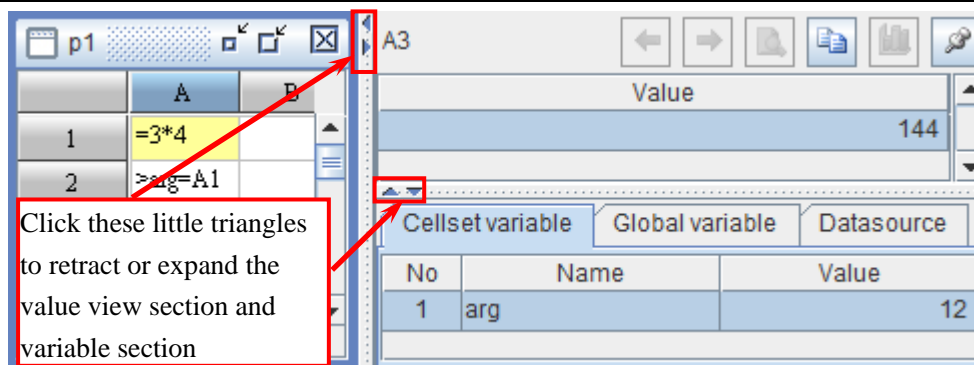 p1
A3
A B
Value
1 =3*4
144
2 >arg=A1
Click these little triangles
to retract or expand the
value view section and
variable section
Cellset variable Global variable Datasource
No Name Value
1 arg 12